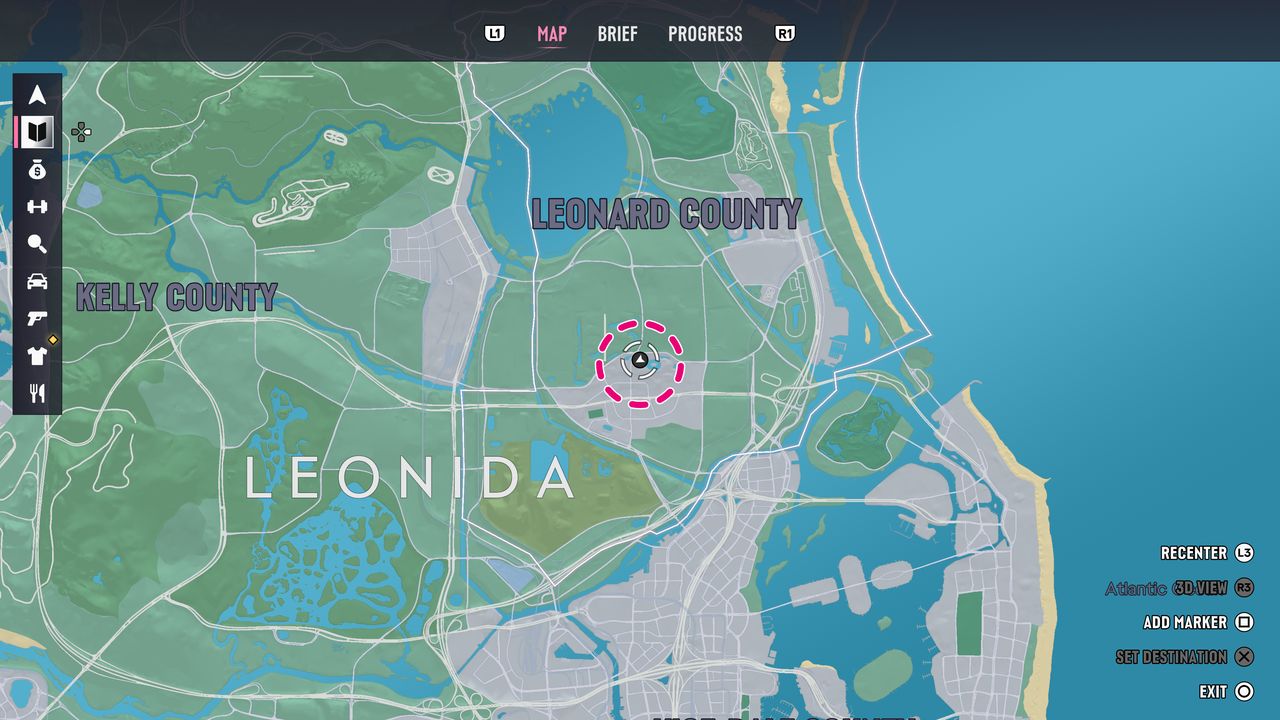 L1 MAP BRIEF PROGRESS R1
$
LEONARD COUNTY
KELLY COUNTY
LEONIDA
RECENTER L3
Atlantic
3D VIEW R3
ADD MARKER
SET DESTINATION
EXIT